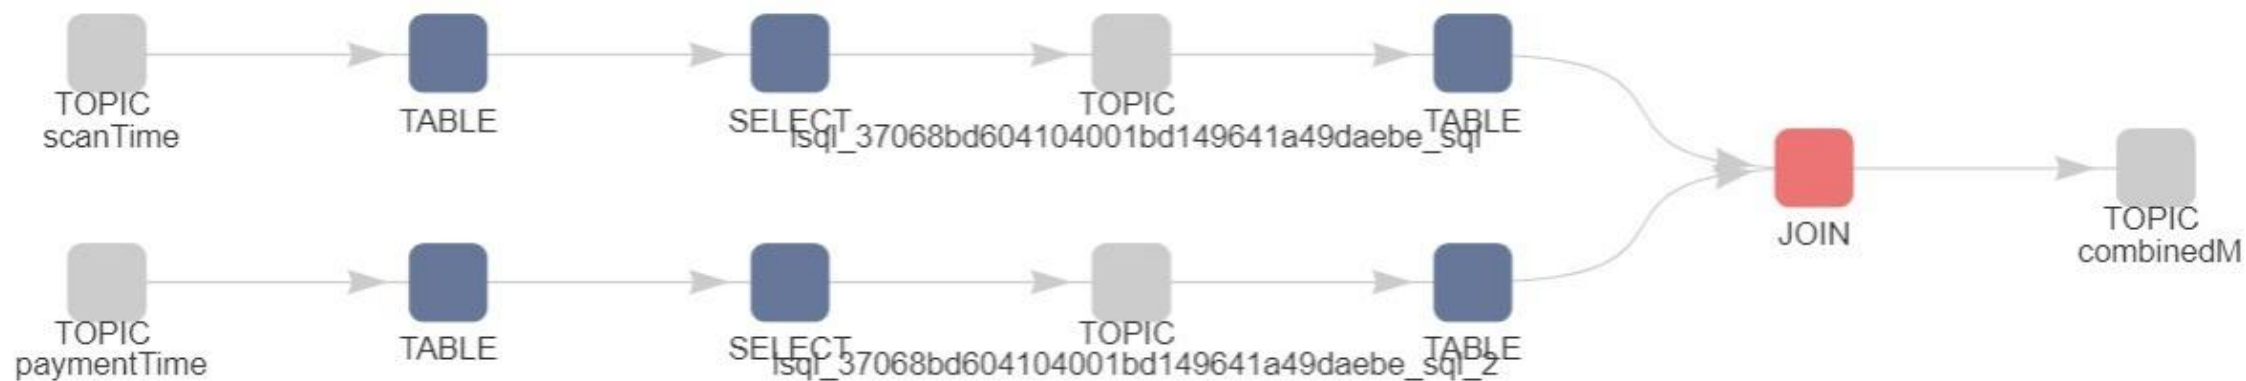 TOPIC
scanTime
TABLE
SELECT
TOPIC
lsql_37068bd604104001bd149641a49daebe_sql
TABLE
JOIN
TOPIC
combinedM
TOPIC
paymentTime
TABLE
SELECT
TOPIC
lsql_37068bd604104001bd149641a49daebe_sql_2
TABLE